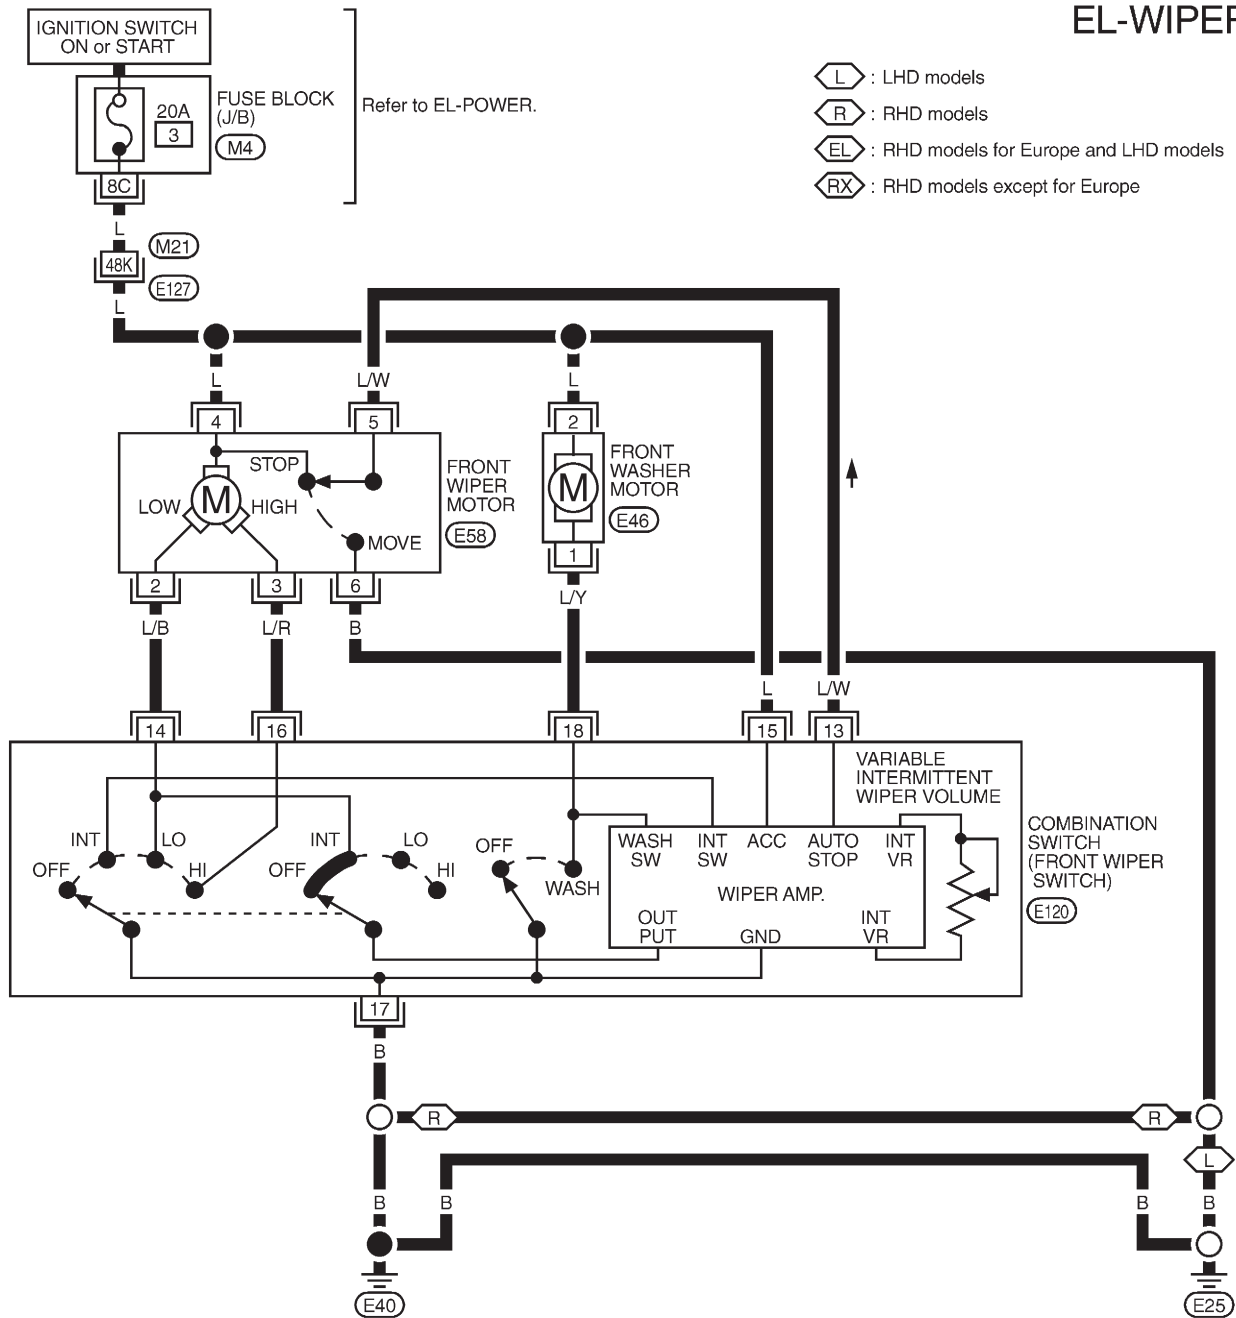 EL-WIPER
IGNITION SWITCH
ON or START
20A
3
FUSE BLOCK
(J/B)
M4
Refer to EL-POWER.
L : LHD models
R : RHD models
EL : RHD models for Europe and LHD models
RX : RHD models except for Europe
8C
L
M21
48K
E127
L
L
L/W
L
4
5
2
STOP
LOW
M
HIGH
MOVE
FRONT
WIPER
MOTOR
E58
M
FRONT
WASHER
MOTOR
E46
2
3
6
1
L/B
L/R
B
L/Y
L
L/W
14
16
18
15
13
VARIABLE
INTERMITTENT
WIPER VOLUME
OFF
INT
LO
HI
OFF
INT
LO
HI
OFF
WASH
WASH
SW
INT
SW
ACC
AUTO
STOP
INT
VR
WIPER AMP.
OUT
PUT
GND
INT
VR
COMBINATION
SWITCH
(FRONT WIPER
SWITCH)
E120
17
B
R
R
L
B
B
B
B
E40
E25